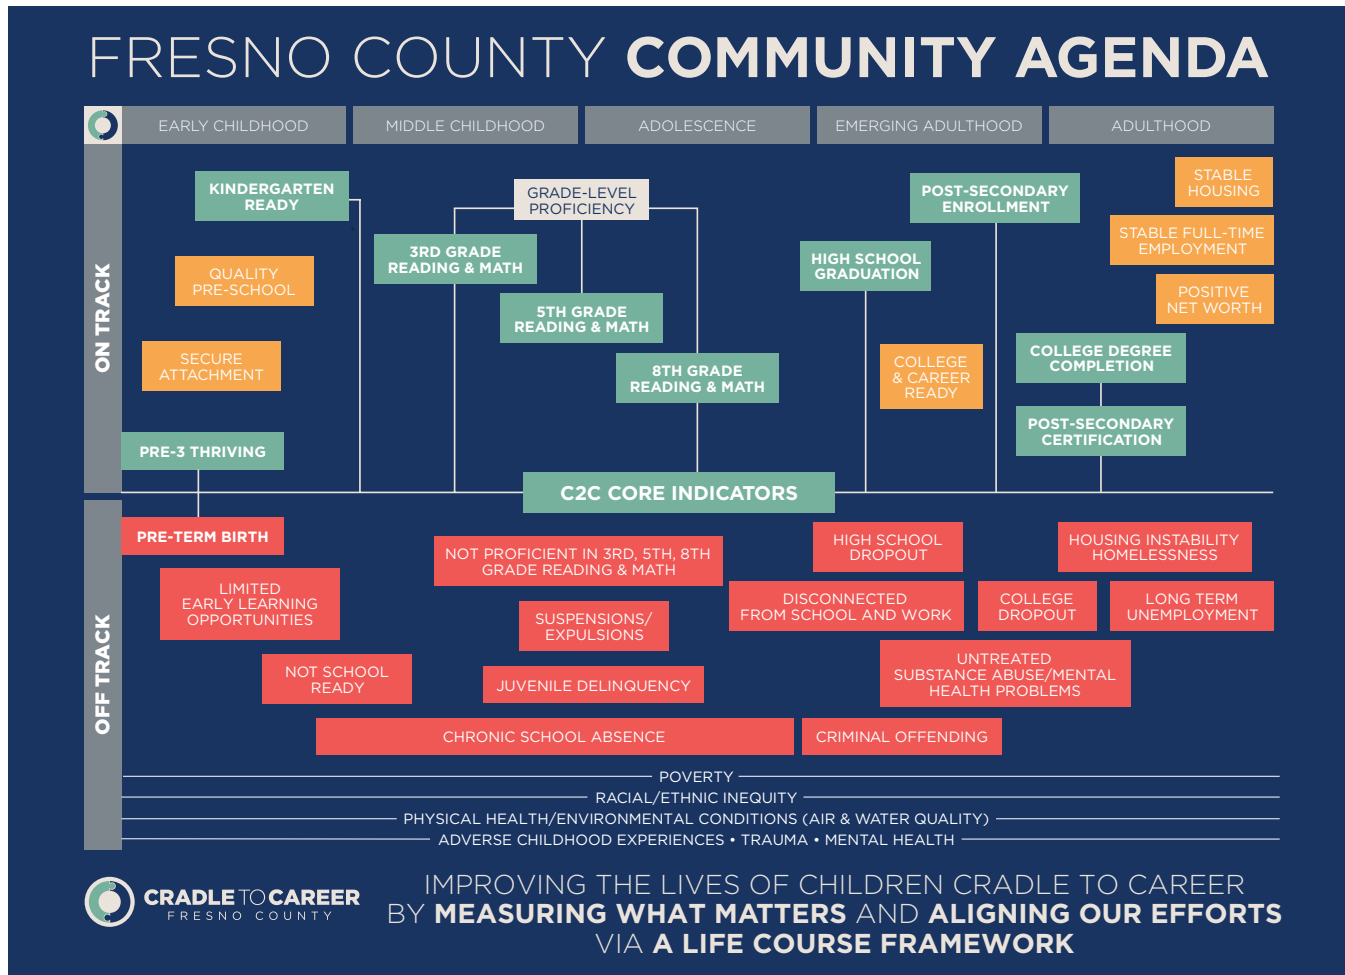 FRESNO COUNTY COMMUNITY AGENDA
EARLY CHILDHOOD
MIDDLE CHILDHOOD
ADOLESCENCE
EMERGING ADULTHOOD
ADULTHOOD
ON TRACK
KINDERGARTEN
READY
QUALITY
PRE-SCHOOL
SECURE
ATTACHMENT
PRE-3 THRIVING
GRADE-LEVEL
PROFICIENCY
3RD GRADE
READING & MATH
5TH GRADE
READING & MATH
8TH GRADE
READING & MATH
HIGH SCHOOL
GRADUATION
POST-SECONDARY
ENROLLMENT
COLLEGE
& CAREER
READY
STABLE
HOUSING
STABLE FULL-TIME
EMPLOYMENT
POSITIVE
NET WORTH
COLLEGE DEGREE
COMPLETION
POST-SECONDARY
CERTIFICATION
C2C CORE INDICATORS
OFF TRACK
PRE-TERM BIRTH
LIMITED
EARLY LEARNING
OPPORTUNITIES
NOT SCHOOL
READY
NOT PROFICIENT IN 3RD, 5TH, 8TH
GRADE READING & MATH
SUSPENSIONS/
EXPULSIONS
JUVENILE DELINQUENCY
CHRONIC SCHOOL ABSENCE
HIGH SCHOOL
DROPOUT
DISCONNECTED
FROM SCHOOL AND WORK
COLLEGE
DROPOUT
HOUSING INSTABILITY
HOMELESSNESS
LONG TERM
UNEMPLOYMENT
UNTREATED
SUBSTANCE ABUSE/MENTAL
HEALTH PROBLEMS
CRIMINAL OFFENDING
POVERTY
RACIAL/ETHNIC INEQUITY
PHYSICAL HEALTH/ENVIRONMENTAL CONDITIONS (AIR & WATER QUALITY)
ADVERSE CHILDHOOD EXPERIENCES • TRAUMA • MENTAL HEALTH
CRADLE TO CAREER
FRESNO COUNTY
IMPROVING THE LIVES OF CHILDREN CRADLE TO CAREER
BY MEASURING WHAT MATTERS AND ALIGNING OUR EFFORTS
VIA A LIFE COURSE FRAMEWORK